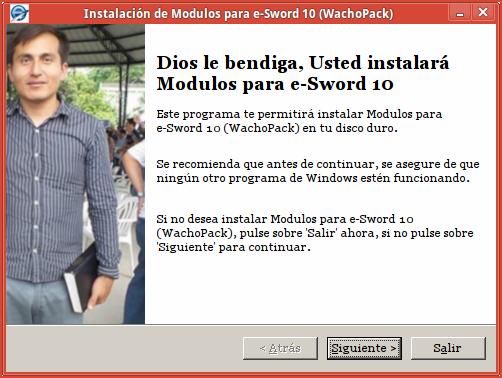 Instalación de Modulos para e-Sword 10 (WachoPack)
Dios le bendiga, Usted instalará
Modulos para e-Sword 10
Este programa te permitirá instalar Modulos para
e-Sword 10 (WachoPack) en tu disco duro.
Se recomienda que antes de continuar, se asegure de que
ningún otro programa de Windows estén funcionando.
Si no desea instalar Modulos para e-Sword 10
(WachoPack), pulse sobre 'Salir' ahora, si no pulse sobre
'Siguiente' para continuar.
< Atrás
Siguiente >
Salir